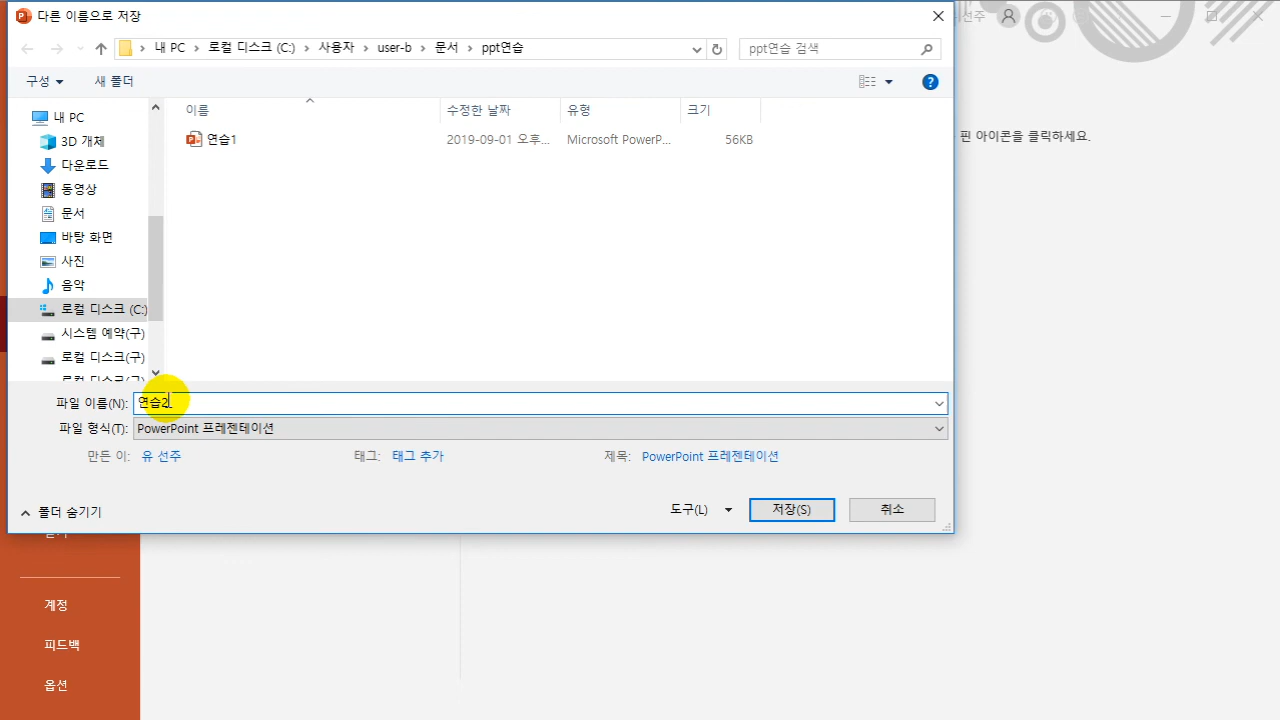 다른 이름으로 저장
선주
내 PC > 로컬 디스크 (C:) > 사용자 > user-b > 문서 > ppt연습
ppt연습 검색
구성
새 폴더
이름
수정한 날짜
유형
크기
내 PC
3D 개체
다운로드
동영상
문서
바탕 화면
사진
음악
로컬 디스크 (C:)
시스템 예약(구)
로컬 디스크(구)
로컬 디스크(구)
연습1
2019-09-01 오후...
Microsoft PowerP...
56KB
핀 아이콘을 클릭하세요.
파일 이름(N):
연습2
파일 형식(T):
PowerPoint 프레젠테이션
만든 이:
유 선주
태그:
태그 추가
제목:
PowerPoint 프레젠테이션
폴더 숨기기
도구(L)
저장(S)
취소
계정
피드백
옵션